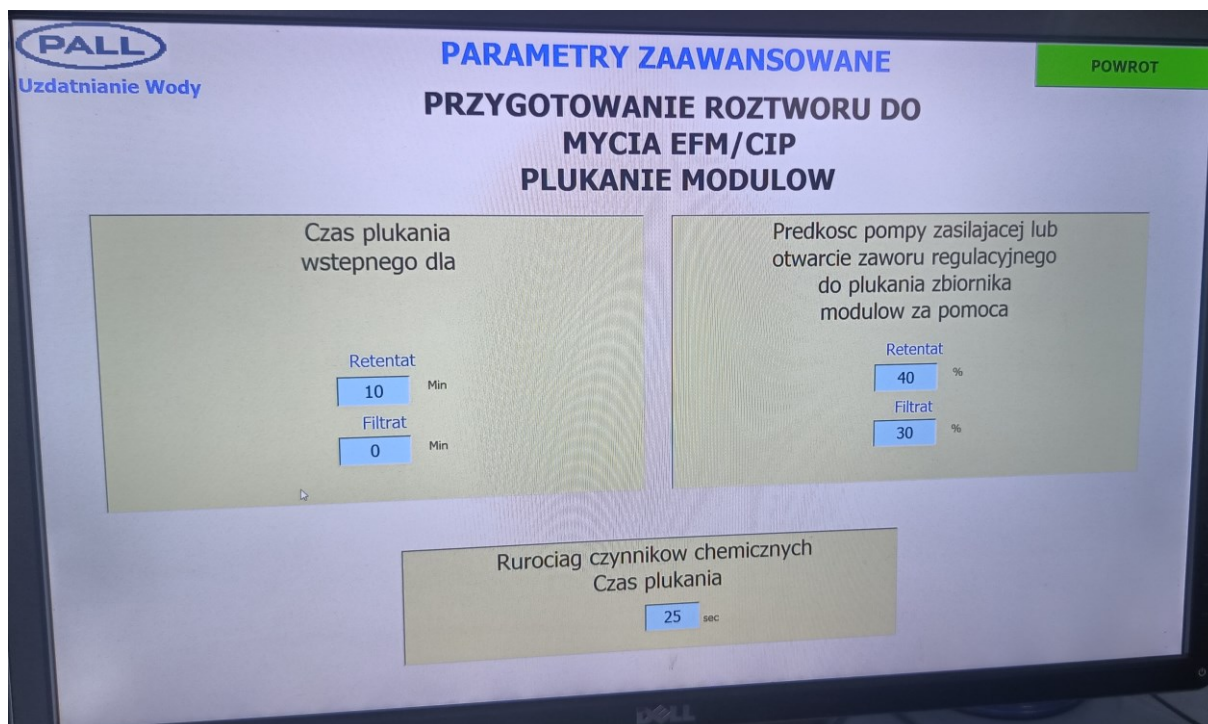 PALL
Uzdatnianie Wody
PARAMETRY ZAAWANSOWANE
POWROT
PRZYGOTOWANIE ROZTWORU DO
MYCIA EFM/CIP
PLUKANIE MODULOW
Czas plukania
wstepnego dla
Retentat
10 Min
Filtrat
0 Min
Predkosc pompy zasilajacej lub
otwarcie zaworu regulacyjnego
do plukania zbiornika
modulow za pomoca
Retentat
40 %
Filtrat
30 %
Rurociag czynnikow chemicznych
Czas plukania
25 sec
DELL